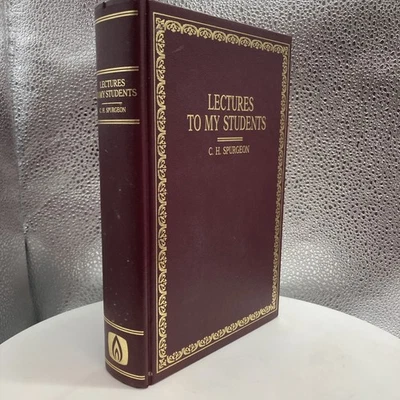 LECTURES
TO MY STUDENTS
C. H. SPURGEON
LECTURES
TO MY STUDENTS
C. H. SPURGEON